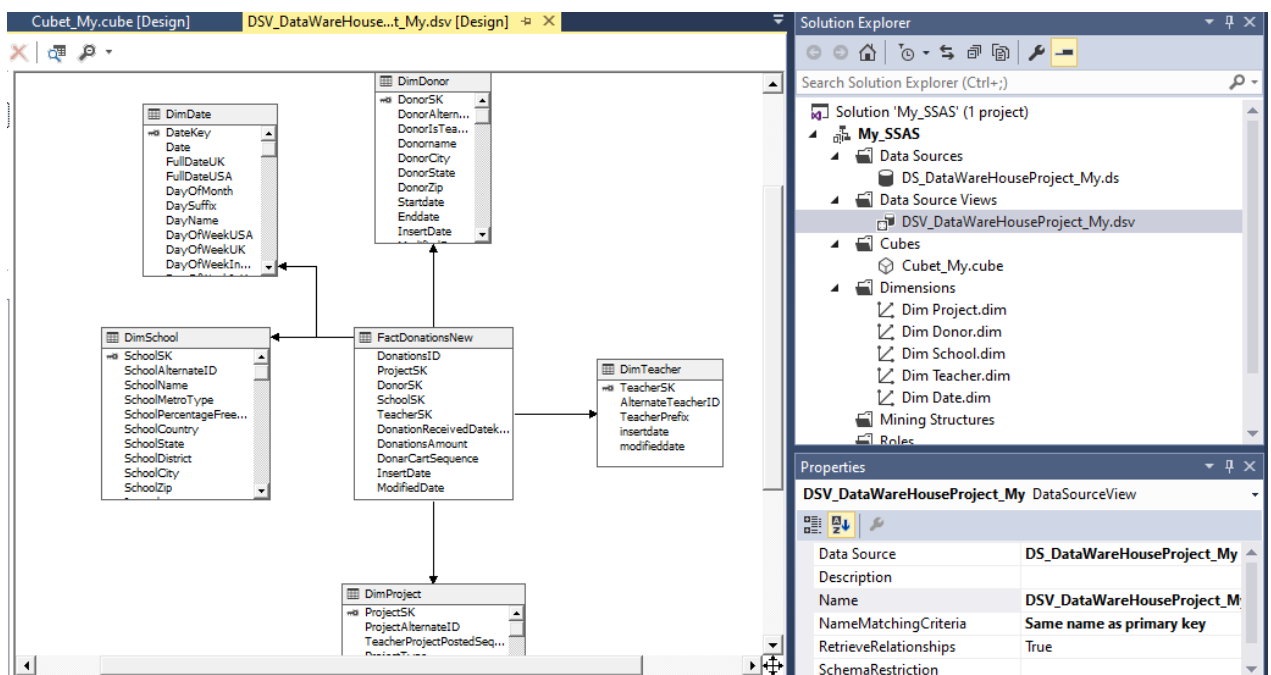 Cubet_My.cube [Design]
DSV_DataWareHouse...t_My.dsv [Design]
DimDate
DateKey
Date
FullDateUK
FullDateUSA
DayOfMonth
DaySuffix
DayName
DayOfWeekUSA
DayOfWeekUK
DayOfWeekIn...
DimDonor
DonorSK
DonorAltern...
DonorIsTea...
Donorname
DonorCity
DonorState
DonorZip
Startdate
Enddate
InsertDate
DimSchool
SchoolSK
SchoolAlternateID
SchoolName
SchoolMetroType
SchoolPercentageFree...
SchoolCountry
SchoolState
SchoolDistrict
SchoolCity
SchoolZip
FactDonationsNew
DonationsID
ProjectSK
DonorSK
SchoolSK
TeacherSK
DonationReceivedDatek...
DonationsAmount
DonarCartSequence
InsertDate
ModifiedDate
DimTeacher
TeacherSK
AlternateTeacherID
TeacherPrefix
insertdate
modifieddate
DimProject
ProjectSK
ProjectAlternateID
TeacherProjectPostedSeq...
ProjectType
Solution Explorer
Search Solution Explorer (Ctrl+;)
Solution 'My_SSAS' (1 project)
My_SSAS
Data Sources
DS_DataWareHouseProject_My.ds
Data Source Views
DSV_DataWareHouseProject_My.dsv
Cubes
Cubet_My.cube
Dimensions
Dim Project.dim
Dim Donor.dim
Dim School.dim
Dim Teacher.dim
Dim Date.dim
Mining Structures
Roles
Properties
DSV_DataWareHouseProject_My DataSourceView
Data Source DS_DataWareHouseProject_My
Description
Name DSV_DataWareHouseProject_M
NameMatchingCriteria Same name as primary key
RetrieveRelationships True
SchemaRestriction